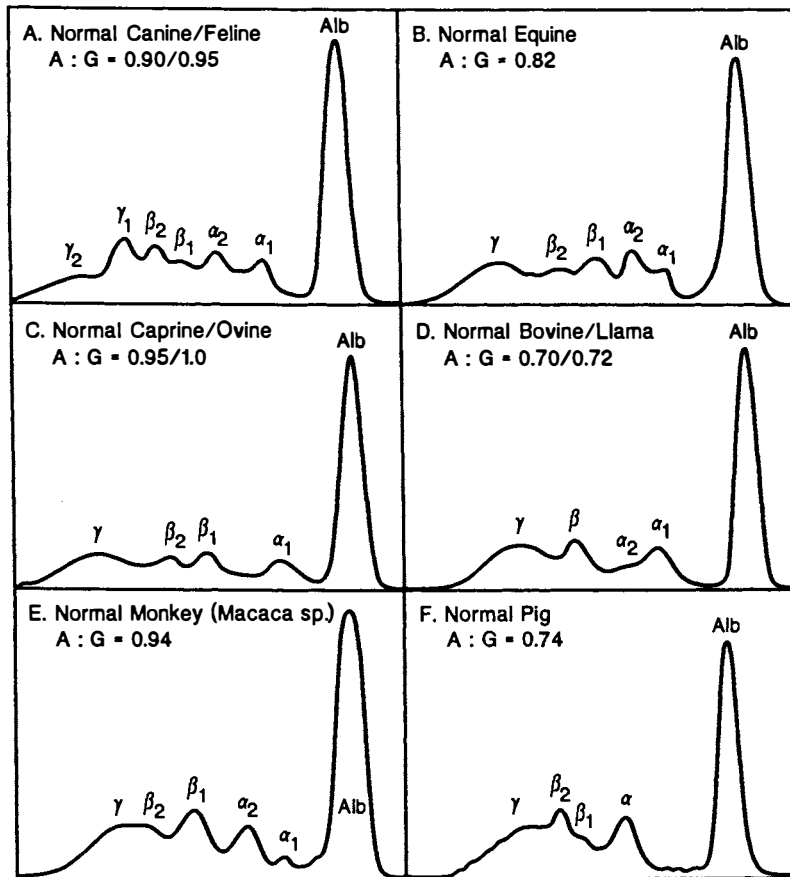 A. Normal Canine/Feline
A : G = 0.90/0.95
Alb
γ₂
γ₁
β₂
β₁
α₂
α₁
B. Normal Equine
A : G = 0.82
Alb
γ
β₂
β₁
α₂
α₁
C. Normal Caprine/Ovine
A : G = 0.95/1.0
Alb
γ
β₂
β₁
α₁
D. Normal Bovine/Llama
A : G = 0.70/0.72
Alb
γ
β
α₂
α₁
E. Normal Monkey (Macaca sp.)
A : G = 0.94
γ
β₂
β₁
α₂
α₁
Alb
F. Normal Pig
A : G = 0.74
Alb
γ
β₂
β₁
α